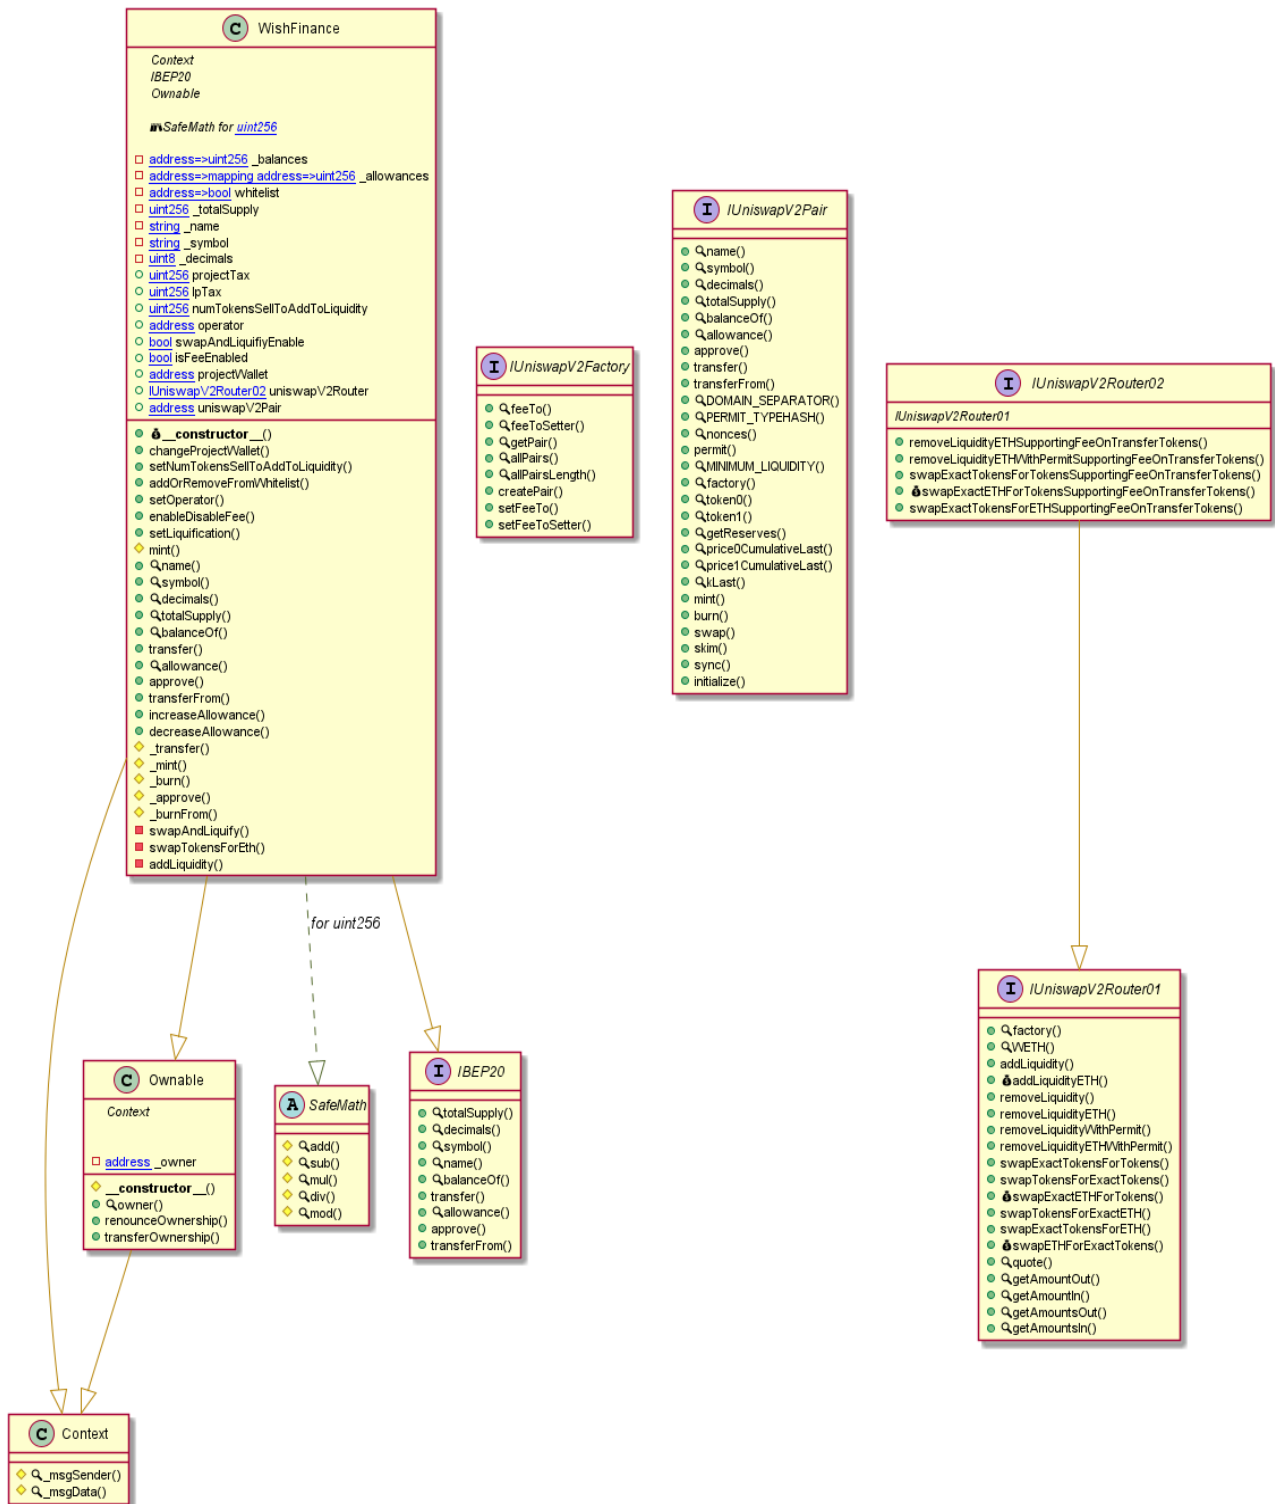 WishFinance
Context
IBEP20
Ownable
SafeMath for uint256
address=>uint256 _balances
address=>mapping address=>uint256 _allowances
address=>bool whitelist
uint256 _totalSupply
string _name
string _symbol
uint8 _decimals
uint256 projectTax
uint256 lpTax
uint256 numTokensSellToAddToLiquidity
address operator
bool swapAndLiquifiyEnable
bool isFeeEnabled
address projectWallet
IUniswapV2Router02 uniswapV2Router
address uniswapV2Pair
__constructor__()
changeProjectWallet()
setNumTokensSellToAddToLiquidity()
addOrRemoveFromWhitelist()
setOperator()
enableDisableFee()
setLiquification()
mint()
name()
symbol()
decimals()
totalSupply()
balanceOf()
transfer()
allowance()
approve()
transferFrom()
increaseAllowance()
decreaseAllowance()
_transfer()
_mint()
_burn()
_approve()
_burnFrom()
swapAndLiquify()
swapTokensForEth()
addLiquidity()
IUniswapV2Factory
feeTo()
feeToSetter()
getPair()
allPairs()
allPairsLength()
createPair()
setFeeTo()
setFeeToSetter()
IUniswapV2Pair
name()
symbol()
decimals()
totalSupply()
balanceOf()
allowance()
approve()
transfer()
transferFrom()
DOMAIN_SEPARATOR()
PERMIT_TYPEHASH()
nonces()
permit()
MINIMUM_LIQUIDITY()
factory()
token0()
token1()
getReserves()
price0CumulativeLast()
price1CumulativeLast()
kLast()
mint()
burn()
swap()
skim()
sync()
initialize()
IUniswapV2Router02
IUniswapV2Router01
removeLiquidityETHSupportingFeeOnTransferTokens()
removeLiquidityETHWithPermitSupportingFeeOnTransferTokens()
swapExactTokensForTokensSupportingFeeOnTransferTokens()
swapExactETHForTokensSupportingFeeOnTransferTokens()
swapExactTokensForETHSupportingFeeOnTransferTokens()
for uint256
Ownable
Context
address _owner
__constructor__()
owner()
renounceOwnership()
transferOwnership()
SafeMath
add()
sub()
mul()
div()
mod()
IBEP20
totalSupply()
decimals()
symbol()
name()
balanceOf()
transfer()
allowance()
approve()
transferFrom()
IUniswapV2Router01
factory()
WETH()
addLiquidity()
addLiquidityETH()
removeLiquidity()
removeLiquidityETH()
removeLiquidityWithPermit()
removeLiquidityETHWithPermit()
swapExactTokensForTokens()
swapTokensForExactTokens()
swapExactETHForTokens()
swapTokensForExactETH()
swapExactTokensForETH()
swapETHForExactTokens()
quote()
getAmountOut()
getAmountIn()
getAmountsOut()
getAmountsIn()
Context
_msgSender()
_msgData()